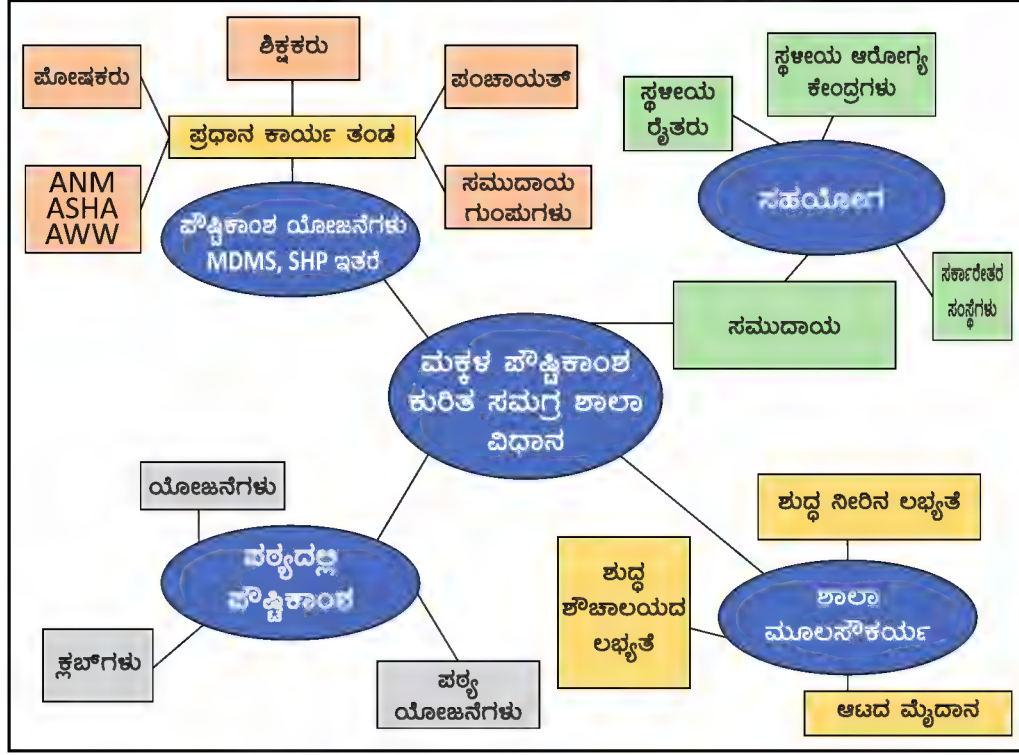 ಶಿಕ್ಷಕರು
ಪೋಷಕರು
ಪಂಚಾಯತ್
ಪ್ರಧಾನ ಕಾರ್ಯ ತಂಡ
ANM
ASHA
AWW
ಸಮುದಾಯ
ಗುಂಪುಗಳು
ಪೌಷ್ಟಿಕಾಂಶ ಯೋಜನೆಗಳು
MDMS, SHP ಇತರೆ
ಸ್ಥಳೀಯ ಆರೋಗ್ಯ
ಕೇಂದ್ರಗಳು
ಸ್ಥಳೀಯ
ರೈತರು
ಸಹಯೋಗ
ಸರ್ಕಾರೇತರ
ಸಂಸ್ಥೆಗಳು
ಸಮುದಾಯ
ಮಕ್ಕಳ ಪೌಷ್ಟಿಕಾಂಶ
ಕುರಿತ ಸಮಗ್ರ ಶಾಲಾ
ವಿಧಾನ
ಯೋಜನೆಗಳು
ಪಠ್ಯದಲ್ಲಿ
ಪೌಷ್ಟಿಕಾಂಶ
ಕ್ಲಬ್‌ಗಳು
ಪಠ್ಯ
ಯೋಜನೆಗಳು
ಶುದ್ಧ ನೀರಿನ ಲಭ್ಯತೆ
ಶುದ್ಧ
ಶೌಚಾಲಯದ
ಲಭ್ಯತೆ
ಶಾಲಾ
ಮೂಲಸೌಕರ್ಯ
ಆಟದ ಮೈದಾನ